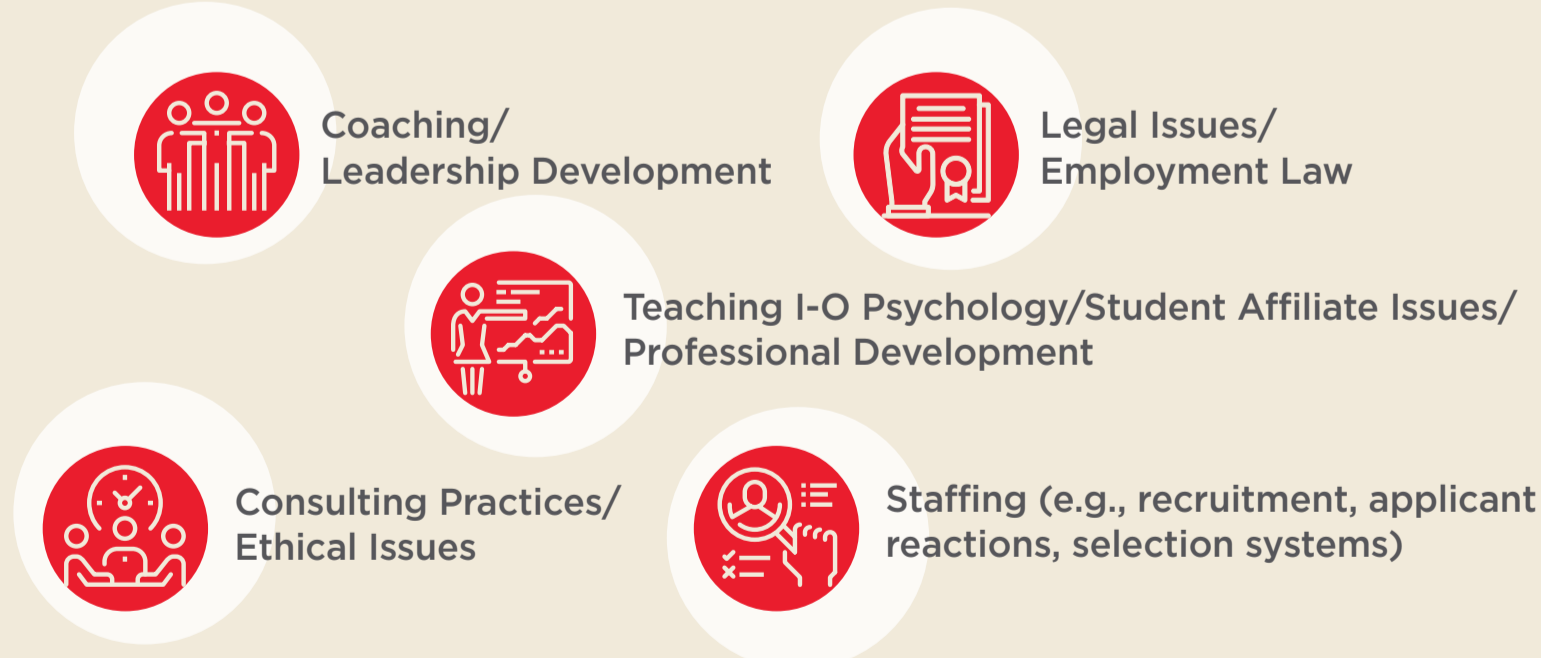 Coaching/
Leadership Development
Legal Issues/
Employment Law
Teaching I-O Psychology/Student Affiliate Issues/
Professional Development
Consulting Practices/
Ethical Issues
Staffing (e.g., recruitment, applicant
reactions, selection systems)